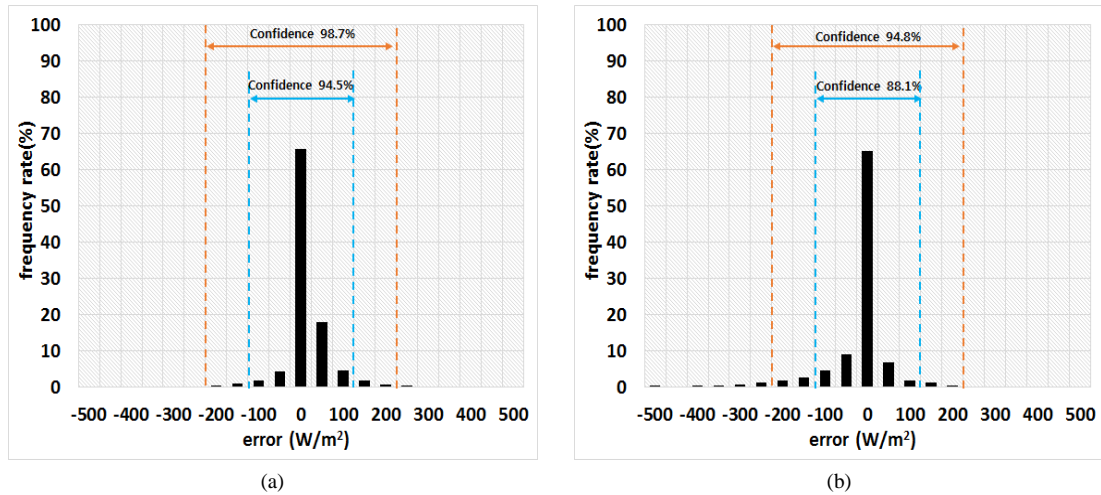 100
90
80
70
60
50
40
30
20
10
0
frequency rate(%)
Confidence 98.7%
Confidence 94.5%
-500 -400 -300 -200 -100 0 100 200 300 400 500
error (W/m²)
(a)
100
90
80
70
60
50
40
30
20
10
0
frequency rate(%)
Confidence 94.8%
Confidence 88.1%
-500 -400 -300 -200 -100 0 100 200 300 400 500
error (W/m²)
(b)